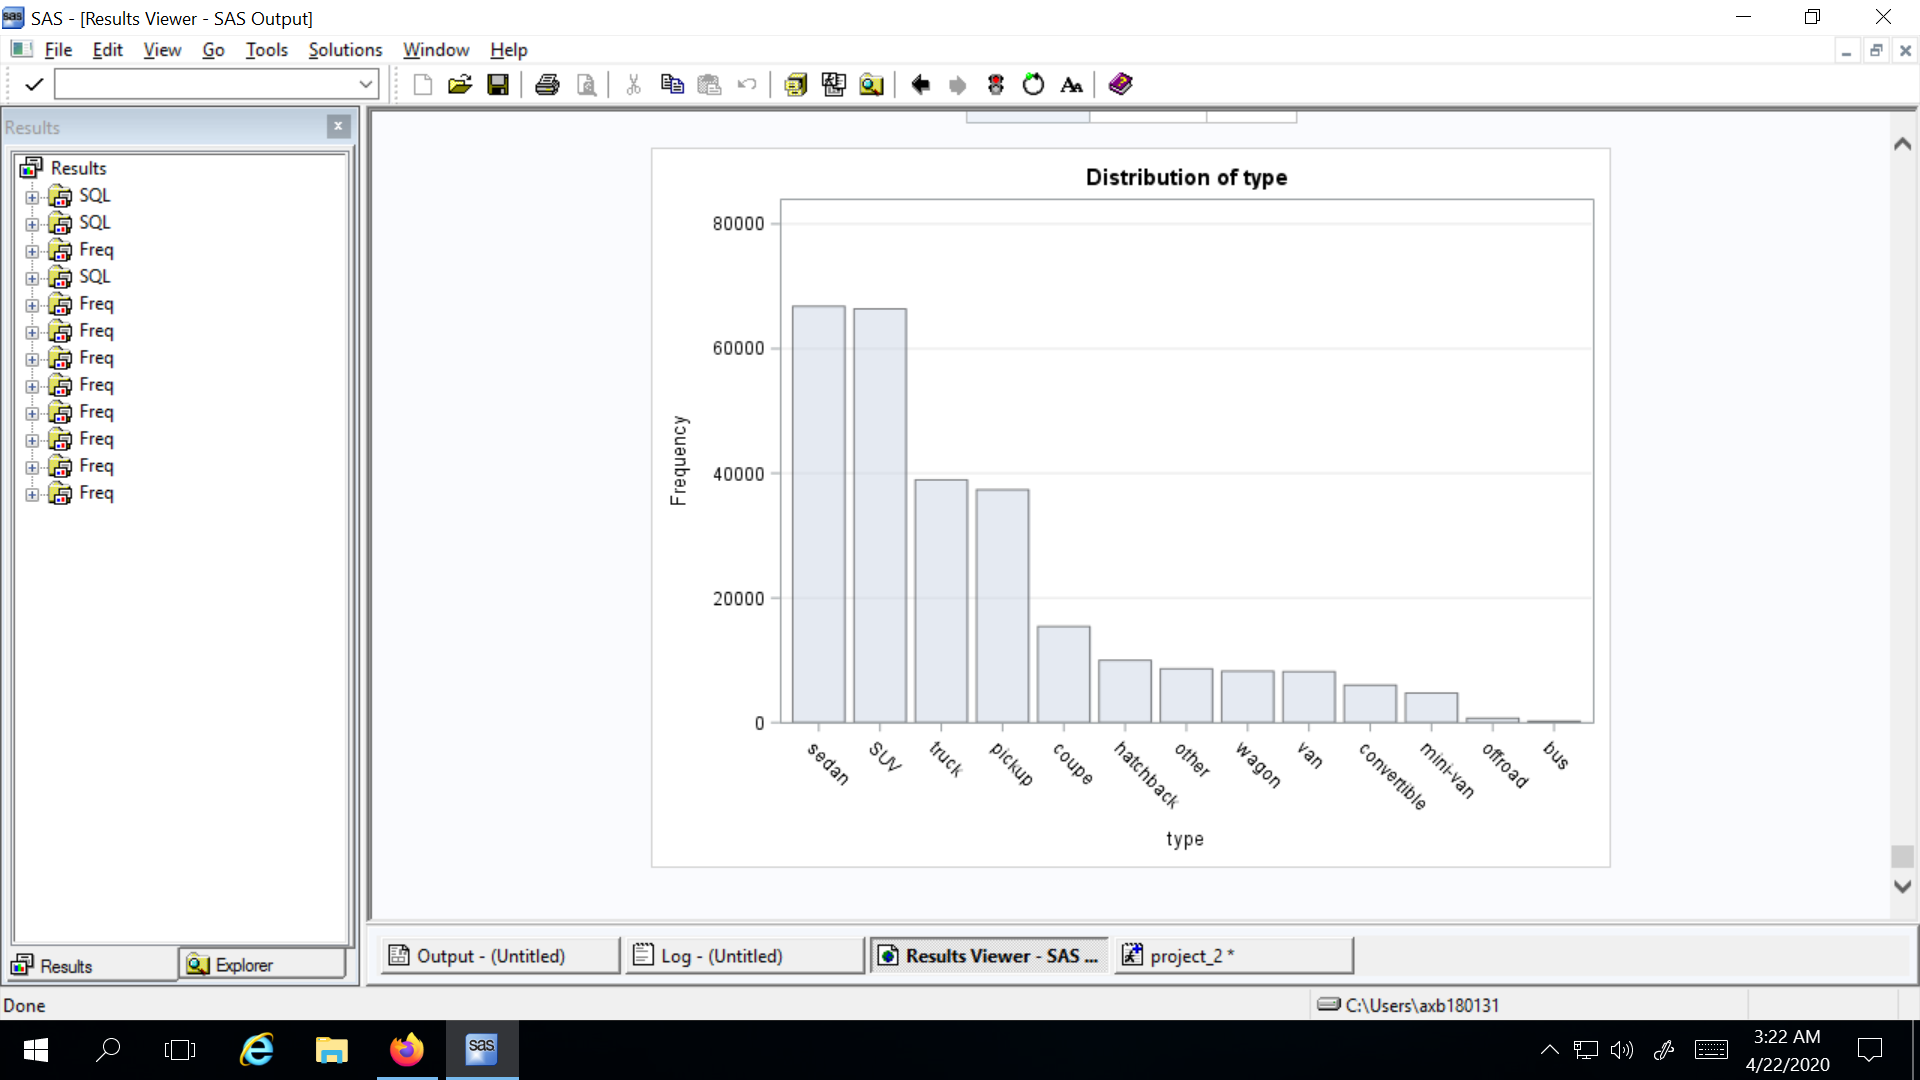 SAS - [Results Viewer - SAS Output]
File Edit View Go Tools Solutions Window Help
Results
Results
SQL
SQL
Freq
SQL
Freq
Freq
Freq
Freq
Freq
Freq
Freq
Freq
Results
Explorer
Distribution of type
80000
60000
40000
20000
0
Frequency
sedan
SUV
truck
pickup
coupe
hatchback
other
wagon
van
convertible
mini-van
offroad
bus
type
Output - (Untitled)
Log - (Untitled)
Results Viewer - SAS ...
project_2 *
Done
C:\Users\axb180131
sas
3:22 AM
4/22/2020